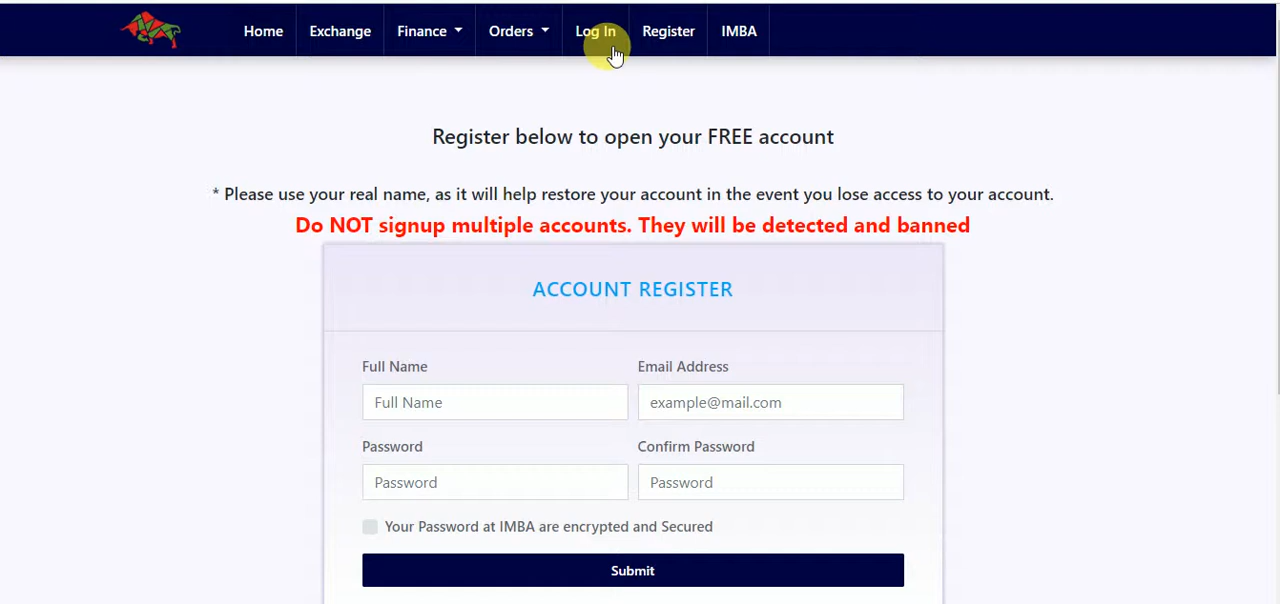 Home Exchange Finance Orders Log In Register IMBA
Register below to open your FREE account
* Please use your real name, as it will help restore your account in the event you lose access to your account.
Do NOT signup multiple accounts. They will be detected and banned
ACCOUNT REGISTER
Full Name Email Address
Full Name example@mail.com
Password Confirm Password
Password Password
Your Password at IMBA are encrypted and Secured
Submit